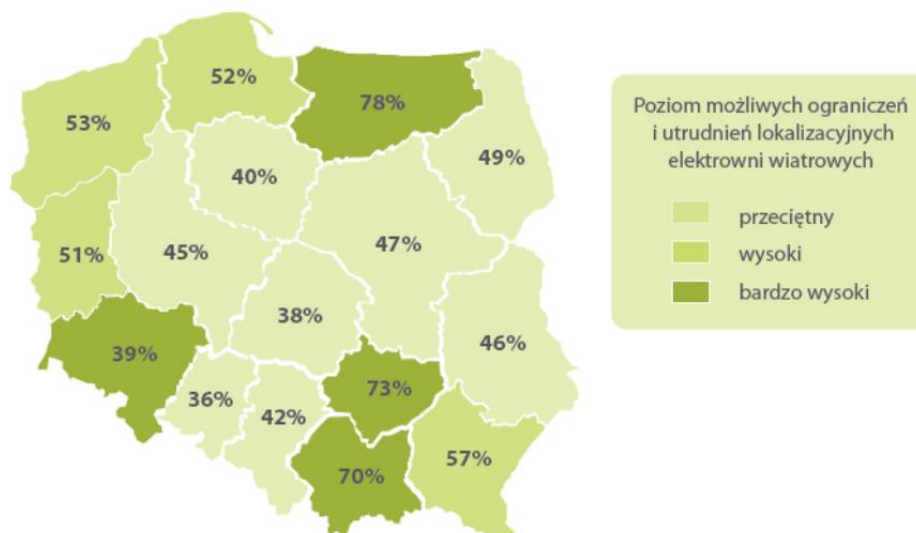 52%
78%
53%
49%
40%
47%
51%
45%
38%
46%
39%
36%
42%
73%
57%
70%
Poziom możliwych ograniczeń
i utrudnień lokalizacyjnych
elektrowni wiatrowych
przeciętny
wysoki
bardzo wysoki